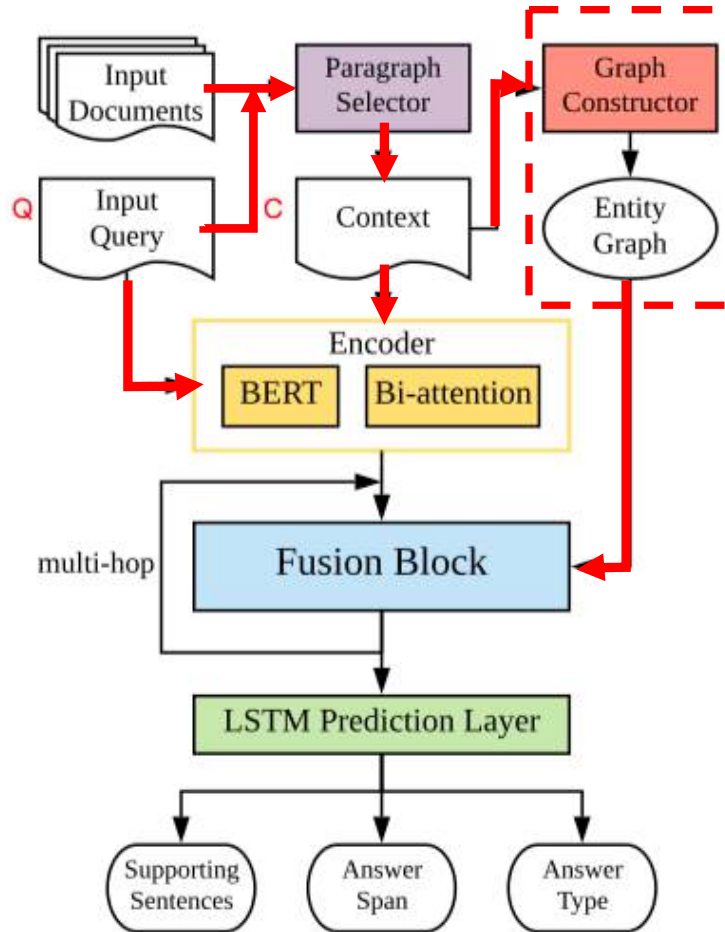 Input
Documents
Paragraph
Selector
Graph
Constructor
Q
Input
Query
C
Context
Entity
Graph
Encoder
BERT
Bi-attention
multi-hop
Fusion Block
LSTM Prediction Layer
Supporting
Sentences
Answer
Span
Answer
Type